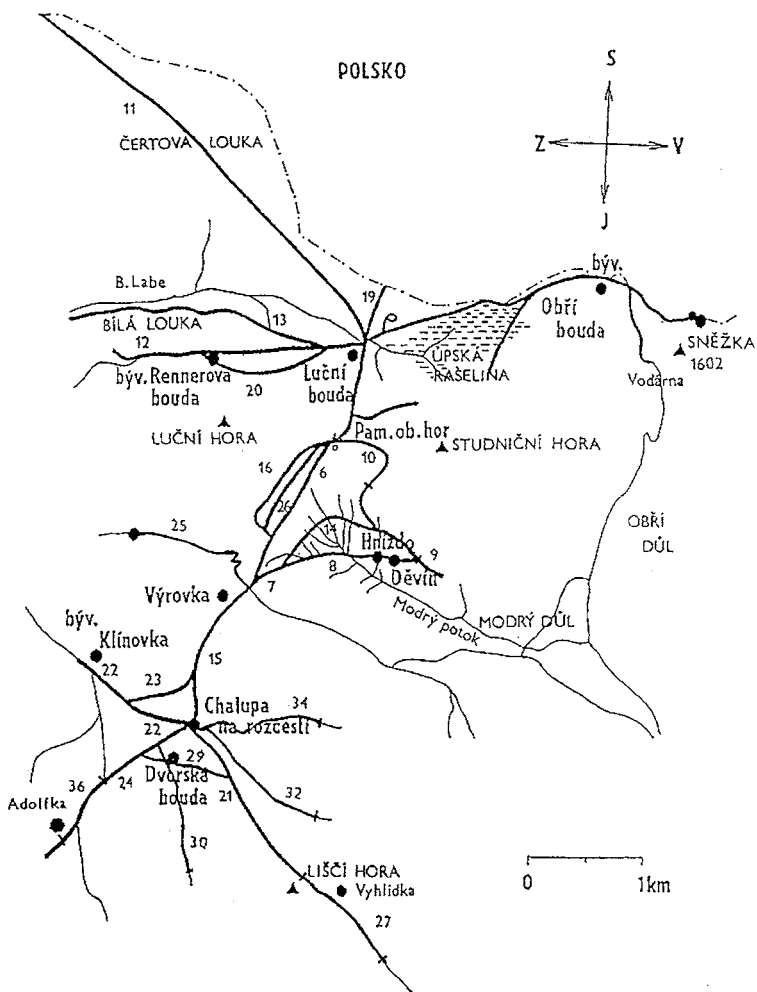 POLSKO
S
Z
V
J
11
ČERTOVA LOUKA
B. Labe
13
19
býv.
Obří
bouda
BÍLÁ LOUKA
12
býv. Rennerova
bouda
20
Luční
bouda
ÚPSKÁ
RAŠELINA
SNĚŽKA
1602
Vodárna
LUČNÍ HORA
Pam. ob. hor
STUDNIČNÍ HORA
16
6
10
26
14
OBŘÍ
DŮL
25
Hnízdo
9
8
Děvín
7
Výrovka
Modrý potok
MODRÝ DŮL
býv.
Klínovka
22
15
23
Chalupa
na rozcestí
34
22
29
Dvorská
bouda
21
24
36
32
Adolfka
30
LIŠČÍ HORA
Vyhlídka
27
0
1km